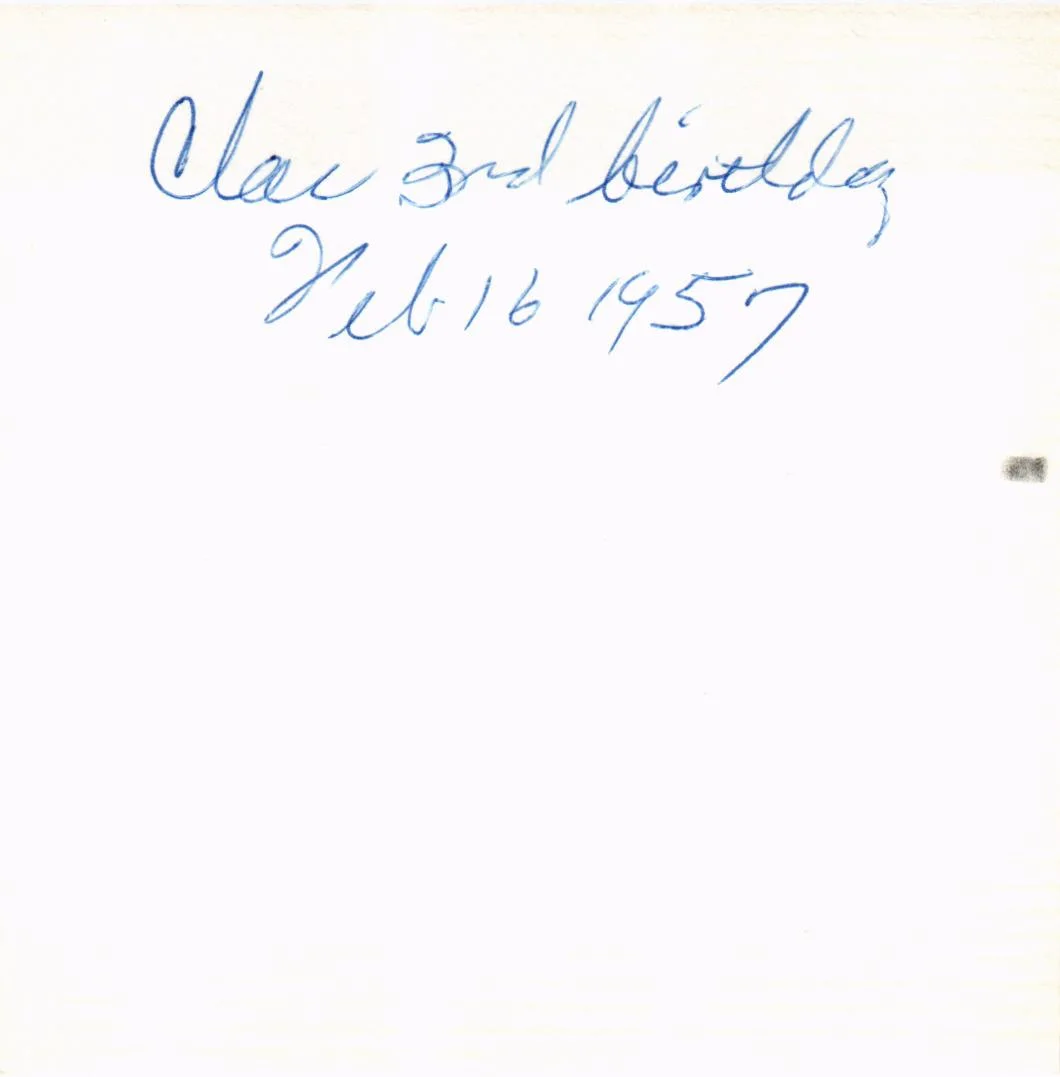 3rd birthday
Feb 16 1957